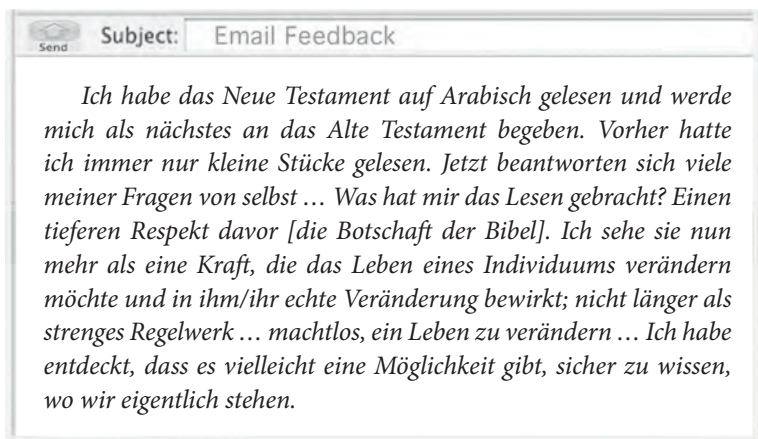 Send Subject: Email Feedback
Ich habe das Neue Testament auf Arabisch gelesen und werde
mich als nächstes an das Alte Testament begeben. Vorher hatte
ich immer nur kleine Stücke gelesen. Jetzt beantworten sich viele
meiner Fragen von selbst … Was hat mir das Lesen gebracht? Einen
tieferen Respekt davor [die Botschaft der Bibel]. Ich sehe sie nun
mehr als eine Kraft, die das Leben eines Individuums verändern
möchte und in ihm/ihr echte Veränderung bewirkt; nicht länger als
strenges Regelwerk … machtlos, ein Leben zu verändern … Ich habe
entdeckt, dass es vielleicht eine Möglichkeit gibt, sicher zu wissen,
wo wir eigentlich stehen.